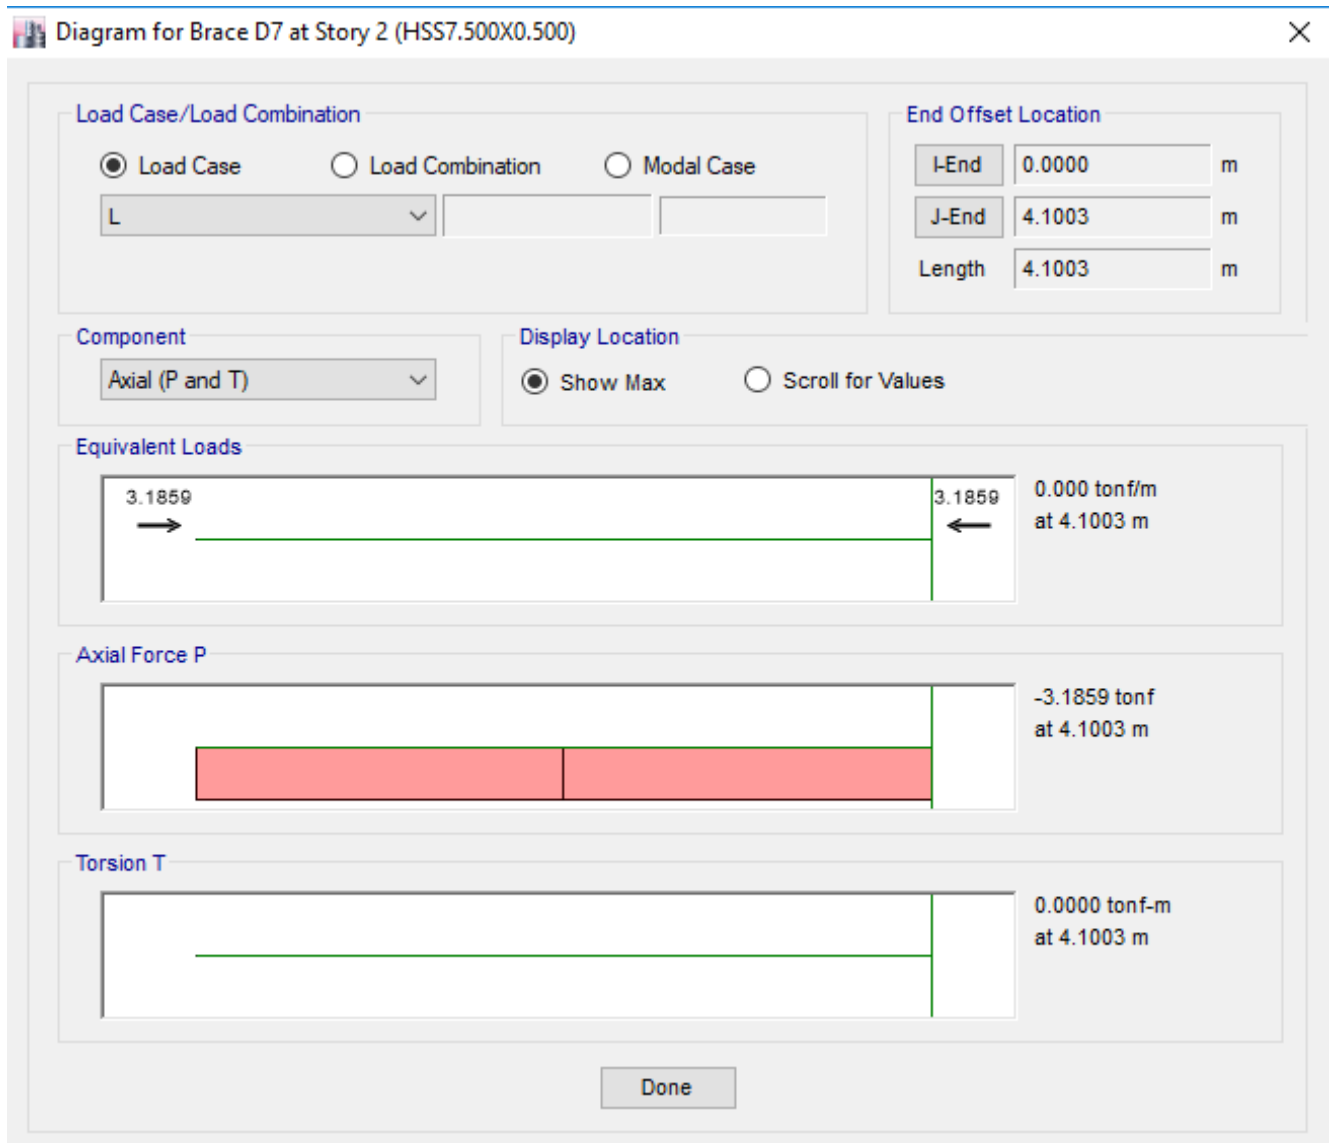 Diagram for Brace D7 at Story 2 (HSS7.500X0.500)
Load Case/Load Combination
Load Case
Load Combination
Modal Case
L
End Offset Location
I-End
0.0000
m
J-End
4.1003
m
Length
4.1003
m
Component
Axial (P and T)
Display Location
Show Max
Scroll for Values
Equivalent Loads
3.1859
3.1859
0.000 tonf/m
at 4.1003 m
Axial Force P
-3.1859 tonf
at 4.1003 m
Torsion T
0.0000 tonf-m
at 4.1003 m
Done